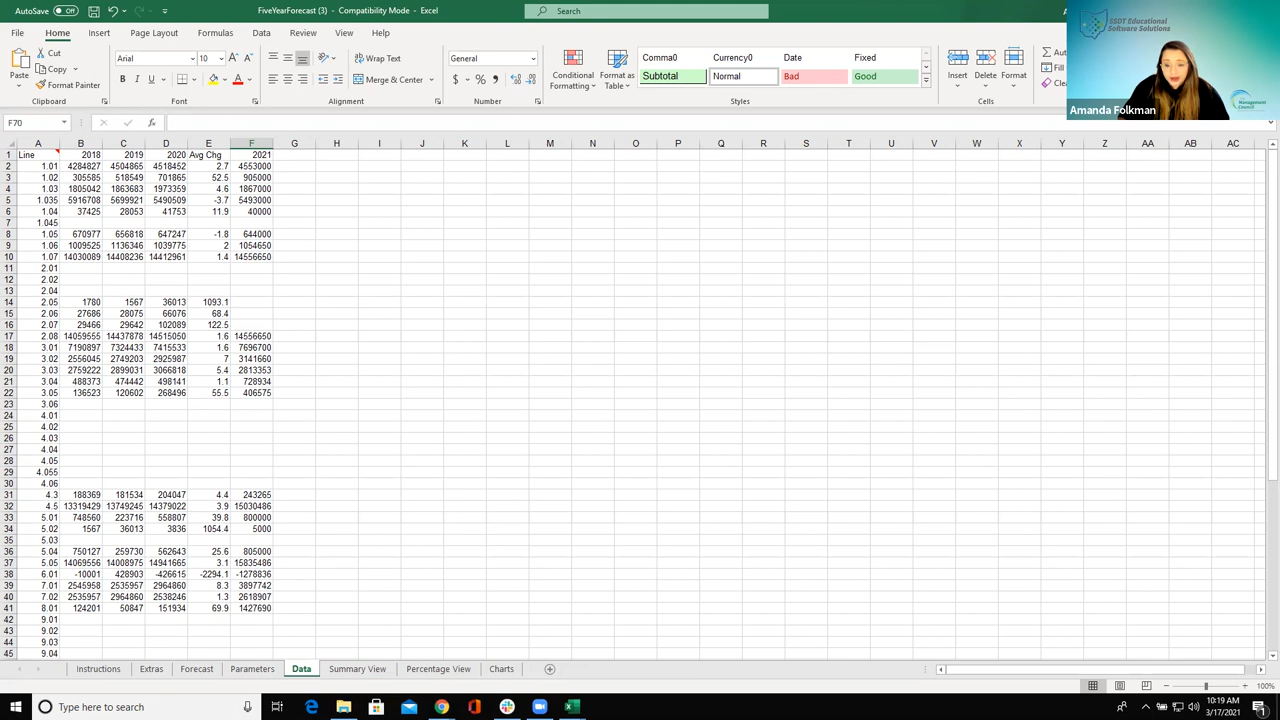 AutoSave Off
FiveYearForecast (3) - Compatibility Mode - Excel
Search
File Home Insert Page Layout Formulas Data Review View Help
Paste
Cut
Copy
Format Painter
Clipboard
Arial 10
B I U
Font
Wrap Text
Merge & Center
Alignment
General
$ % ,
Number
Conditional Formatting
Format as Table
Comma0 Currency0 Date Fixed
Subtotal Normal Bad Good
Styles
Insert Delete Format
Cells
SSDT Educational
Software Solutions
Management
Council
Amanda Folkman
F70
fx
A B C D E F G H I J K L M N O P Q R S T U V W X Y Z AA AB AC
1 Line 2018 2019 2020 Avg Chg 2021
2 1.01 4284827 4504865 4518452 2.7 4553000
3 1.02 305585 518549 701865 52.5 905000
4 1.03 1805042 1863683 1973359 4.6 1867000
5 1.035 5916708 5699921 5490509 -3.7 5493000
6 1.04 37425 28053 41753 11.9 40000
7 1.045
8 1.05 670977 656818 647247 -1.8 644000
9 1.06 1009525 1136346 1039775 2 1054650
10 1.07 14030089 14408236 14412961 1.4 14556650
11 2.01
12 2.02
13 2.04
14 2.05 1780 1567 36013 1093.1
15 2.06 27686 28075 66076 68.4
16 2.07 29466 29642 102089 122.5
17 2.08 14059555 14437878 14515050 1.6 14556650
18 3.01 7190897 7324433 7415533 1.6 7696700
19 3.02 2556045 2749203 2925987 7 3141660
20 3.03 2759222 2899031 3066818 5.4 2813353
21 3.04 488373 474442 498141 1.1 728934
22 3.05 136523 120602 268496 55.5 406575
23 3.06
24 4.01
25 4.02
26 4.03
27 4.04
28 4.05
29 4.055
30 4.06
31 4.3 188369 181534 204047 4.4 243265
32 4.5 13319429 13749245 14379022 3.9 15030486
33 5.01 748560 223716 558807 39.8 800000
34 5.02 1567 36013 3836 1054.4 5000
35 5.03
36 5.04 750127 259730 562643 25.6 805000
37 5.05 14069556 14008975 14941665 3.1 15835486
38 6.01 -10001 428903 -426615 -2294.1 -1278836
39 7.01 2545958 2535957 2964860 8.3 3897742
40 7.02 2535957 2964860 2538246 1.3 2618907
41 8.01 124201 50847 151934 69.9 1427690
42 9.01
43 9.02
44 9.03
45 9.04
Instructions Extras Forecast Parameters Data Summary View Percentage View Charts
100%
Type here to search
10:19 AM
3/17/2021
1